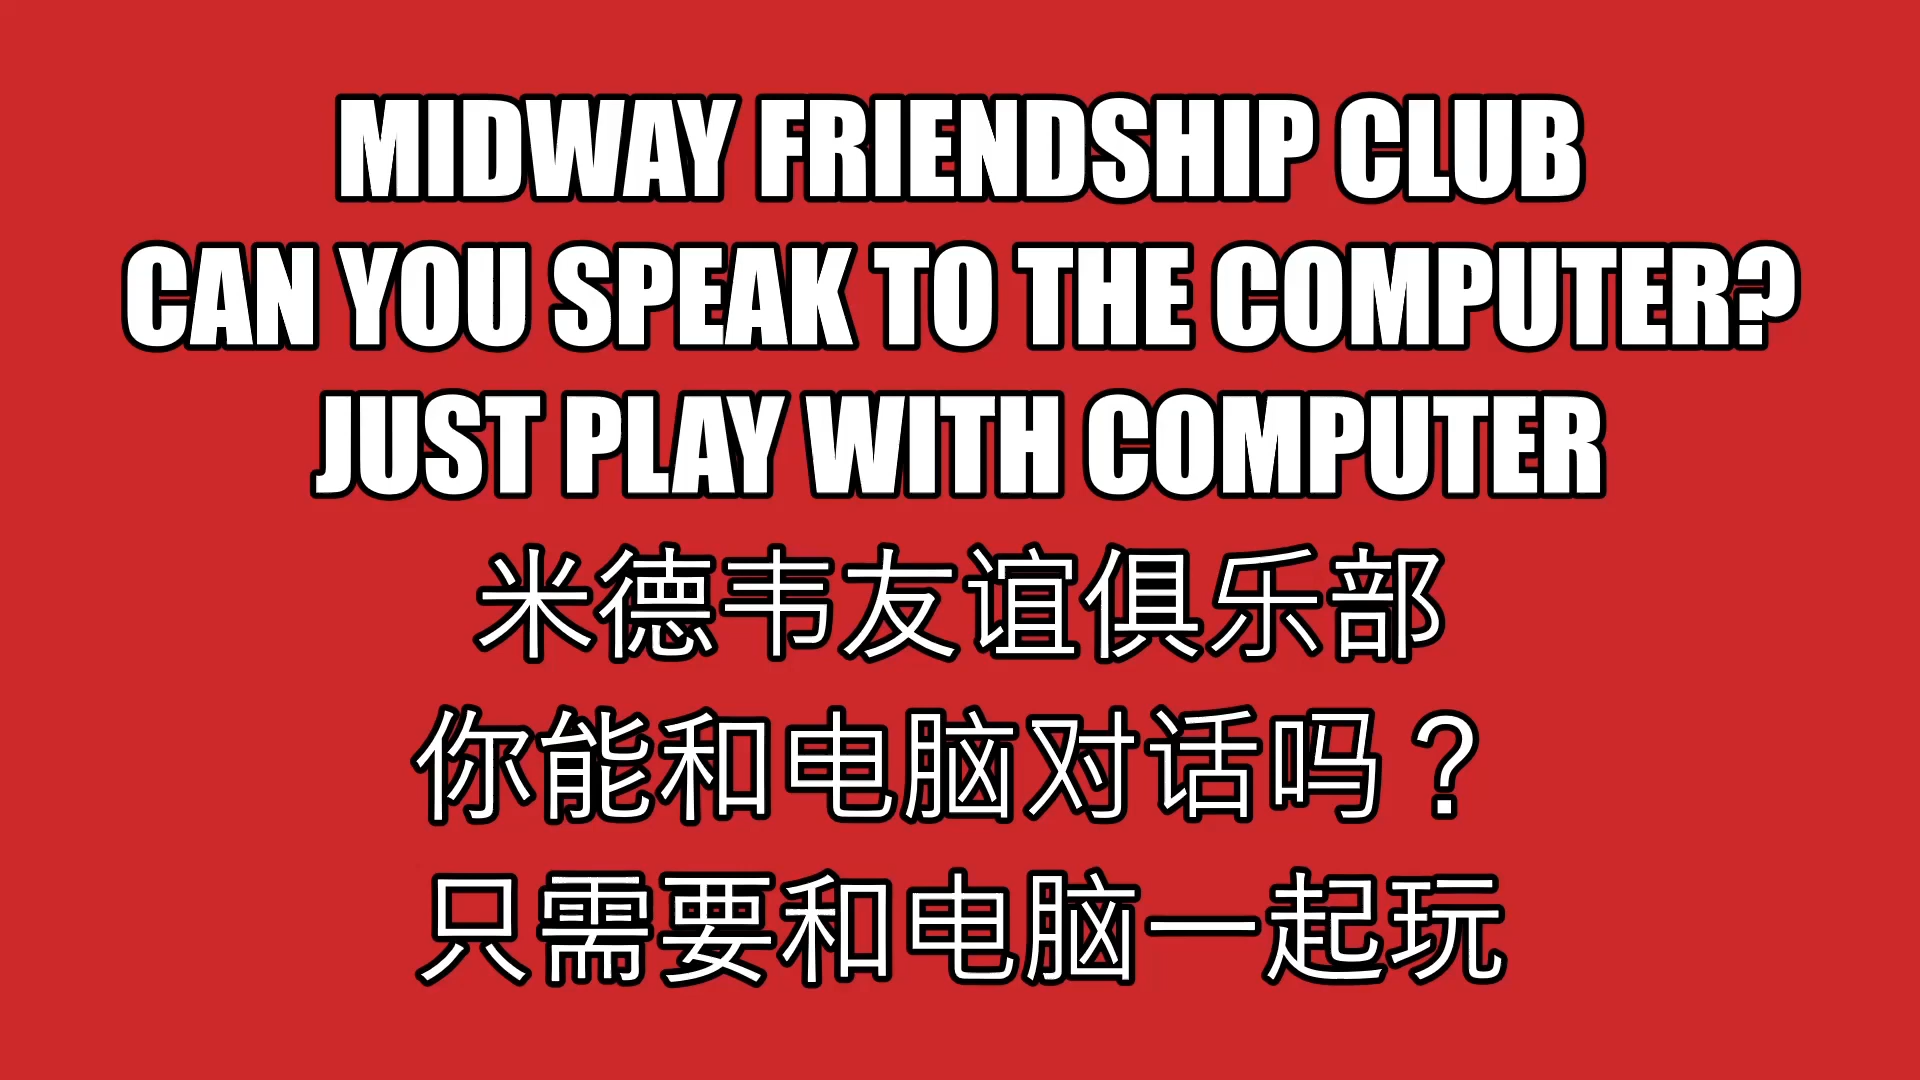 MIDWAY FRIENDSHIP CLUB
CAN YOU SPEAK TO THE COMPUTER?
JUST PLAY WITH COMPUTER
米德韦友谊俱乐部
你能和电脑对话吗？
只需要和电脑一起玩